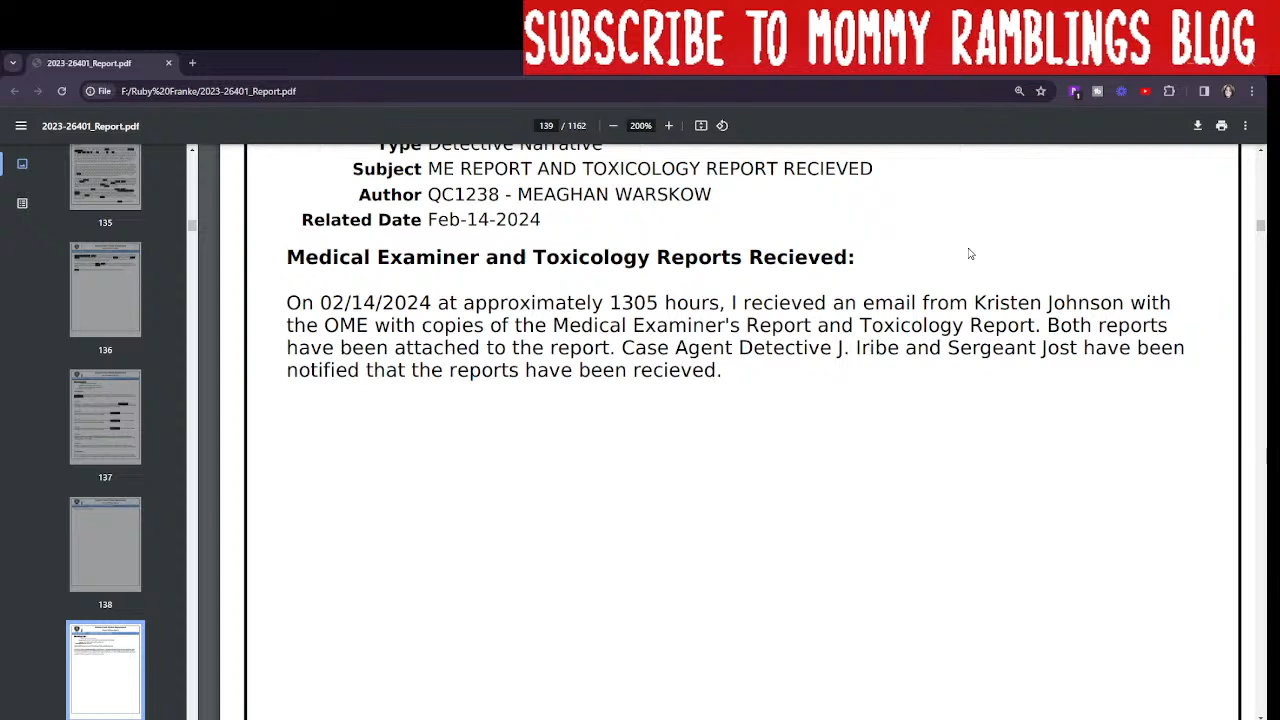 SUBSCRIBE TO MOMMY RAMBLINGS BLOG
2023-26401_Report.pdf
File F:/Ruby%20Franke/2023-26401_Report.pdf
2023-26401_Report.pdf
139 / 1162
200%
Type Detective Narrative
Subject ME REPORT AND TOXICOLOGY REPORT RECIEVED
Author QC1238 - MEAGHAN WARSKOW
Related Date Feb-14-2024
Medical Examiner and Toxicology Reports Recieved:
On 02/14/2024 at approximately 1305 hours, I recieved an email from Kristen Johnson with
the OME with copies of the Medical Examiner's Report and Toxicology Report. Both reports
have been attached to the report. Case Agent Detective J. Iribe and Sergeant Jost have been
notified that the reports have been recieved.
135
136
137
138